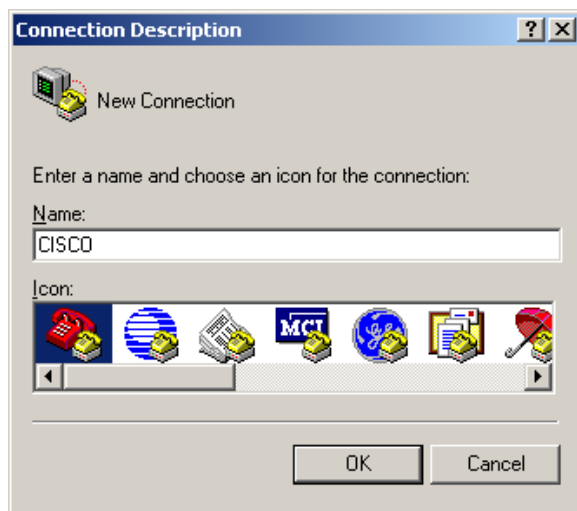 Connection Description
New Connection
Enter a name and choose an icon for the connection:
Name:
CISCO
Icon:
MCI
OK Cancel